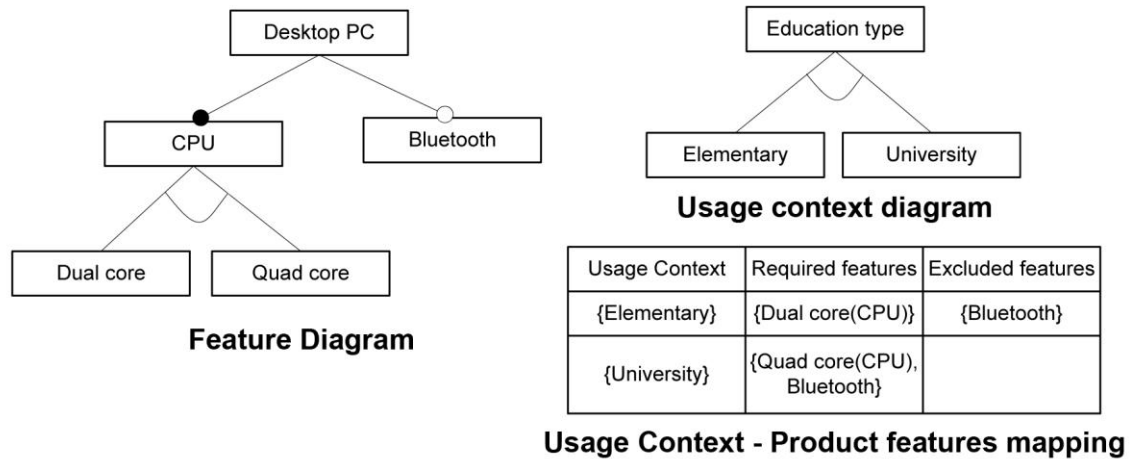 Desktop PC
CPU
Bluetooth
Dual core
Quad core
Feature Diagram
Education type
Elementary
University
Usage context diagram
Usage Context Required features Excluded features
{Elementary} {Dual core(CPU)} {Bluetooth}
{University} {Quad core(CPU),
Bluetooth}
Usage Context - Product features mapping